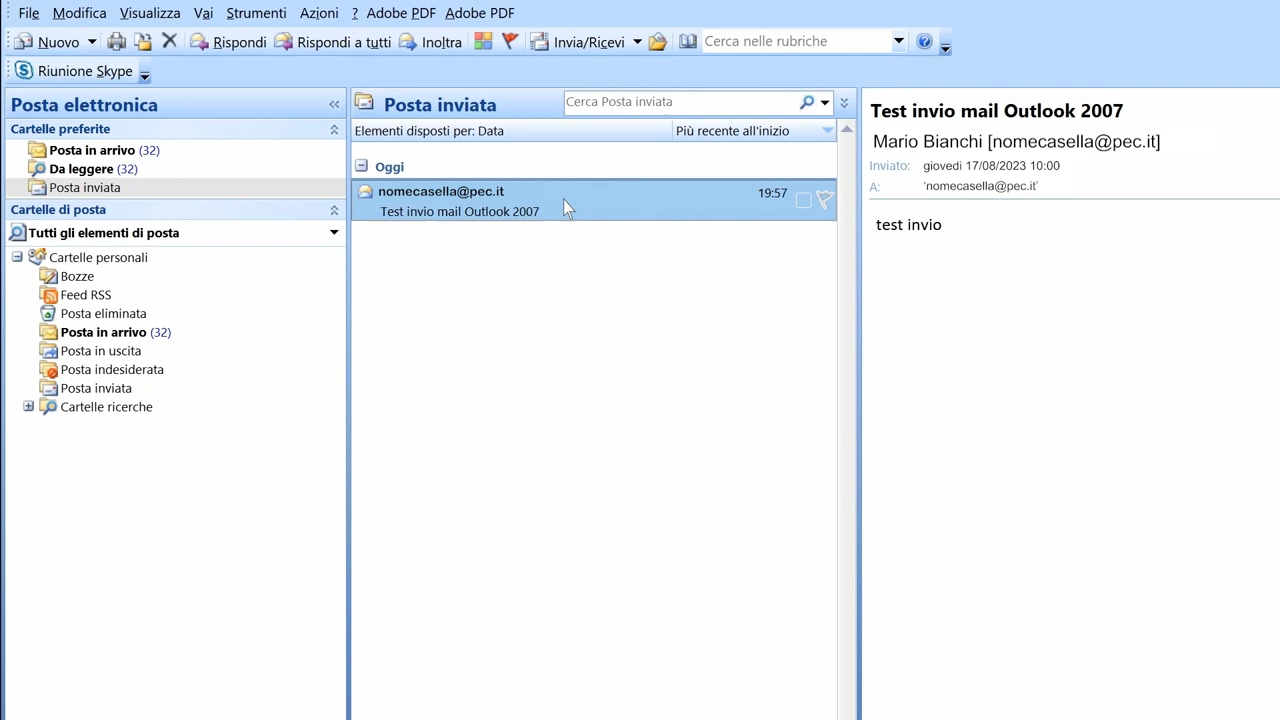 File Modifica Visualizza Vai Strumenti Azioni ? Adobe PDF Adobe PDF
Nuovo Rispondi Rispondi a tutti Inoltra Invia/Ricevi Cerca nelle rubriche
Riunione Skype
Posta elettronica
Cartelle preferite
Posta in arrivo (32)
Da leggere (32)
Posta inviata
Cartelle di posta
Tutti gli elementi di posta
Cartelle personali
Bozze
Feed RSS
Posta eliminata
Posta in arrivo (32)
Posta in uscita
Posta indesiderata
Posta inviata
Cartelle ricerche
Posta inviata Cerca Posta inviata
Elementi disposti per: Data Più recente all'inizio
Oggi
nomecasella@pec.it 19:57
Test invio mail Outlook 2007
Test invio mail Outlook 2007
Mario Bianchi [nomecasella@pec.it]
Inviato: giovedi 17/08/2023 10:00
A: 'nomecasella@pec.it'
test invio